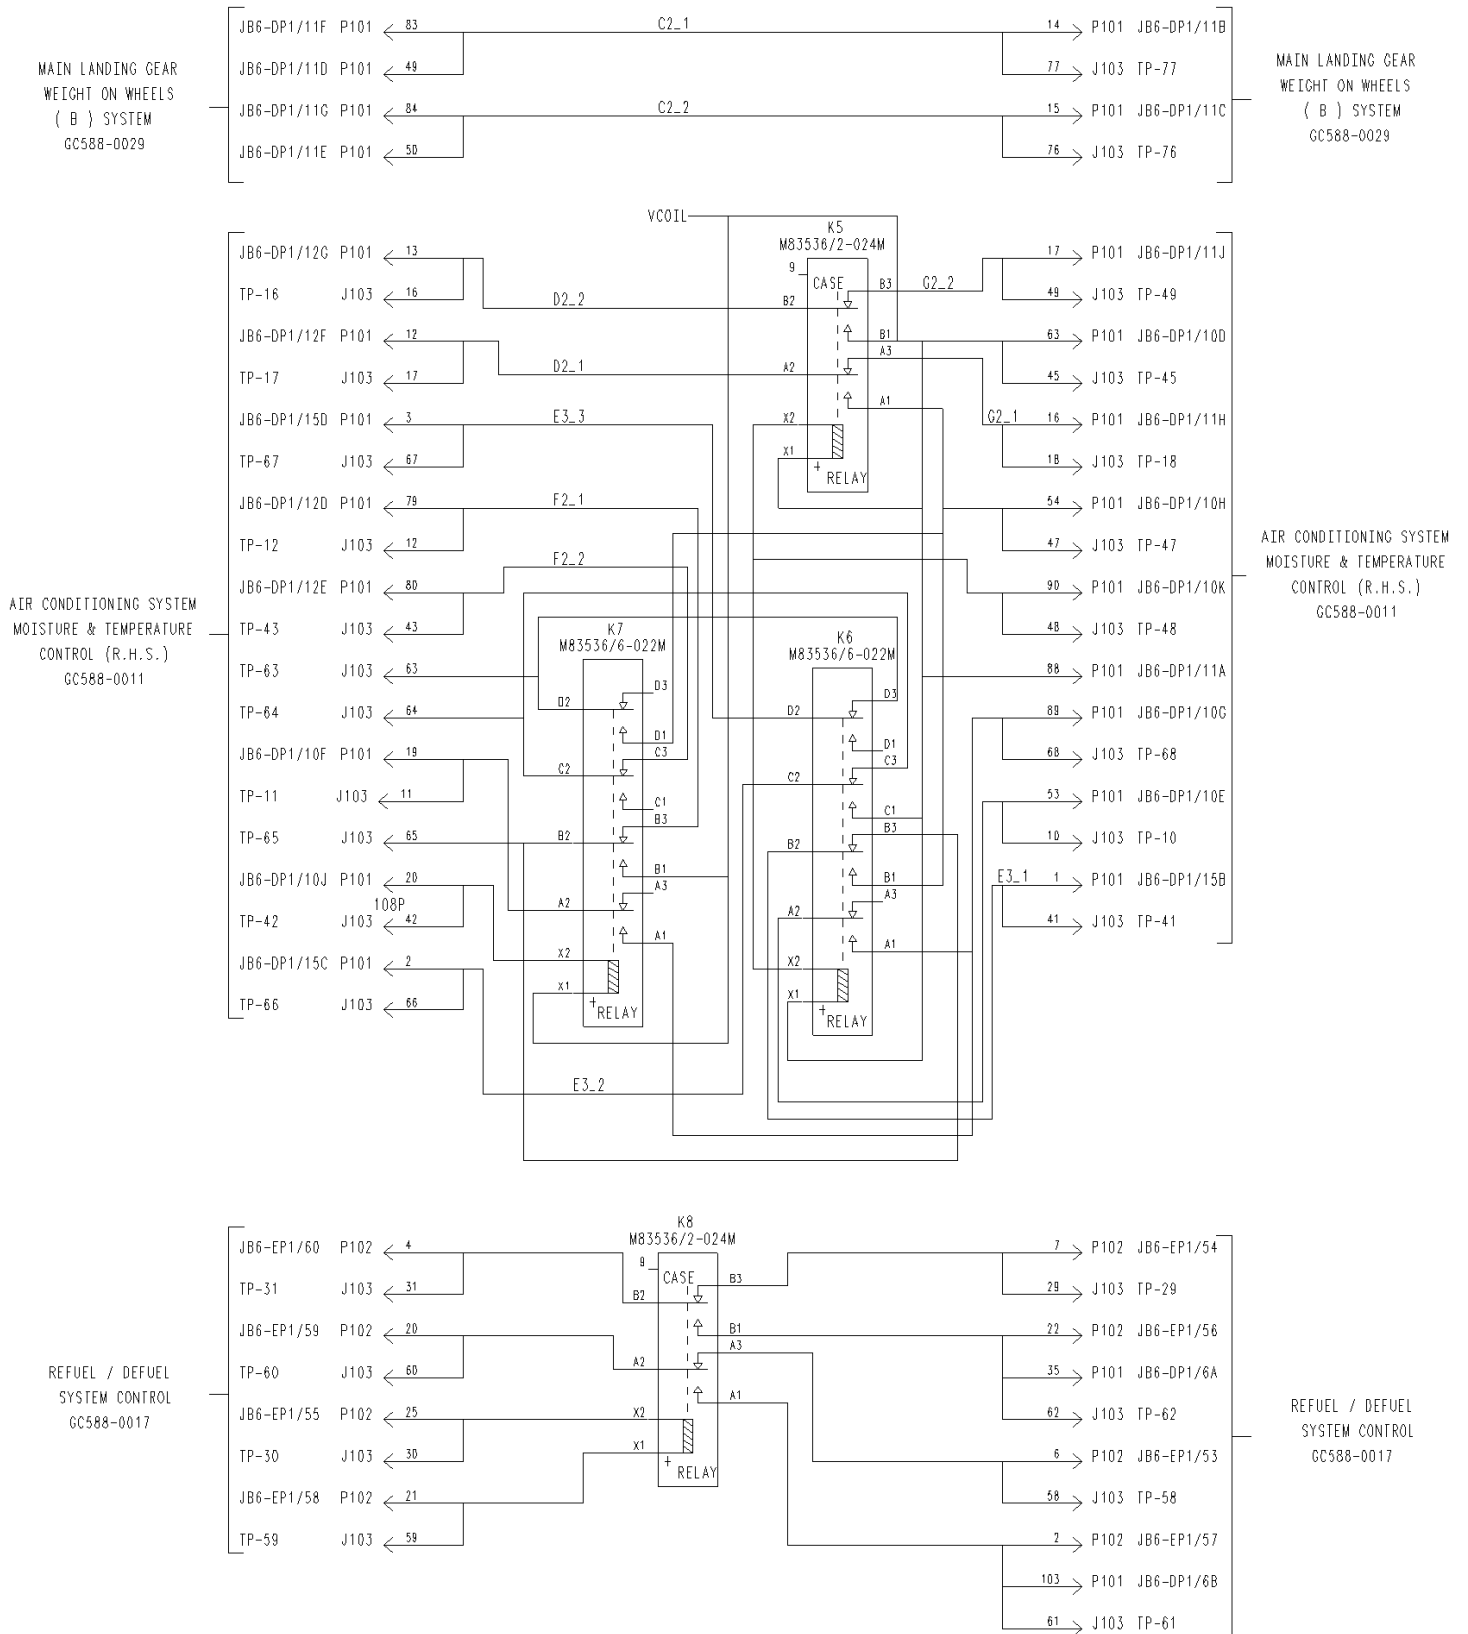 JB6-DP1/11F P101 83 C2_1 14 P101 JB6-DP1/11B
JB6-DP1/11D P101 49 77 J103 TP-77
JB6-DP1/11G P101 84 C2_2 15 P101 JB6-DP1/11C
JB6-DP1/11E P101 50 76 J103 TP-76
MAIN LANDING GEAR
WEIGHT ON WHEELS
( B ) SYSTEM
GC588-0029
MAIN LANDING GEAR
WEIGHT ON WHEELS
( B ) SYSTEM
GC588-0029
VCOIL
K5
M83536/2-024M
9
CASE
B3 G2_2
B2
B1
A3
A2
A1
X2
X1
+
RELAY
G2_1
JB6-DP1/12G P101 13
TP-16 J103 16
D2_2
JB6-DP1/12F P101 12
TP-17 J103 17
D2_1
JB6-DP1/15D P101 3 E3_3
TP-67 J103 67
JB6-DP1/12D P101 79 F2_1
TP-12 J103 12
F2_2
JB6-DP1/12E P101 80
TP-43 J103 43
TP-63 J103 63
TP-64 J103 64
JB6-DP1/10F P101 19
TP-11 J103 11
TP-65 J103 65
JB6-DP1/10J P101 20
108P
TP-42 J103 42
JB6-DP1/15C P101 2
TP-66 J103 66
E3_2
AIR CONDITIONING SYSTEM
MOISTURE & TEMPERATURE
CONTROL (R.H.S.)
GC588-0011
K7
M83536/6-022M
D3
D2
D1
C3
C2
C1
B3
B2
B1
A3
A2
A1
X2
X1
+
RELAY
K6
M83536/6-022M
D3
D2
D1
C3
C2
C1
B3
B2
B1
A3
A2
A1
X2
X1
+
RELAY
17 P101 JB6-DP1/11J
49 J103 TP-49
63 P101 JB6-DP1/10D
45 J103 TP-45
16 P101 JB6-DP1/11H
18 J103 TP-18
54 P101 JB6-DP1/10H
47 J103 TP-47
90 P101 JB6-DP1/10K
48 J103 TP-48
88 P101 JB6-DP1/11A
89 P101 JB6-DP1/10G
68 J103 TP-68
53 P101 JB6-DP1/10E
10 J103 TP-10
E3_1 1 P101 JB6-DP1/15B
41 J103 TP-41
AIR CONDITIONING SYSTEM
MOISTURE & TEMPERATURE
CONTROL (R.H.S.)
GC588-0011
JB6-EP1/60 P102 4
TP-31 J103 31
JB6-EP1/59 P102 20
TP-60 J103 60
JB6-EP1/55 P102 25
TP-30 J103 30
JB6-EP1/58 P102 21
TP-59 J103 59
REFUEL / DEFUEL
SYSTEM CONTROL
GC588-0017
K8
M83536/2-024M
9
CASE
B3
B2
B1
A3
A2
A1
X2
X1
+
RELAY
7 P102 JB6-EP1/54
29 J103 TP-29
22 P102 JB6-EP1/56
35 P101 JB6-DP1/6A
62 J103 TP-62
6 P102 JB6-EP1/53
58 J103 TP-58
2 P102 JB6-EP1/57
103 P101 JB6-DP1/6B
61 J103 TP-61
REFUEL / DEFUEL
SYSTEM CONTROL
GC588-0017